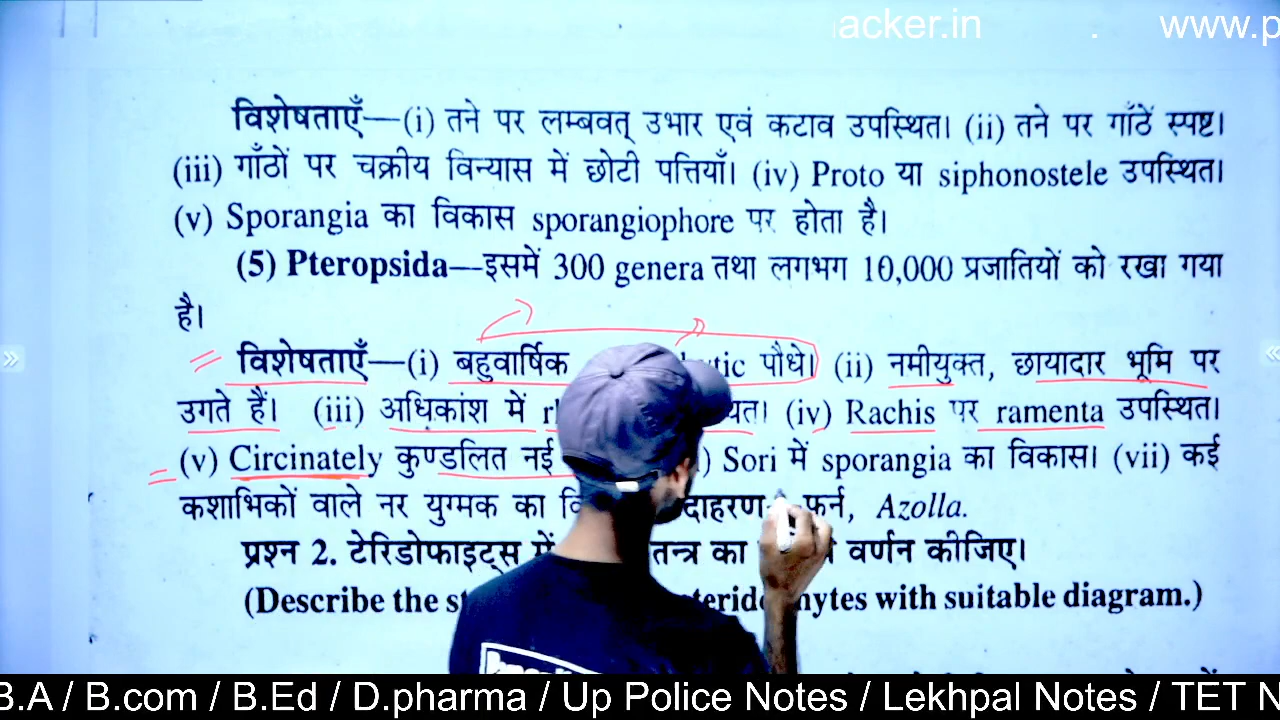 acker.in . www.p
विशेषताएँ—(i) तने पर लम्बवत् उभार एवं कटाव उपस्थित। (ii) तने पर गाँठें स्पष्ट।
(iii) गाँठों पर चक्रीय विन्यास में छोटी पत्तियाँ। (iv) Proto या siphonostele उपस्थित।
(v) Sporangia का विकास sporangiophore पर होता है।
(5) Pteropsida—इसमें 300 genera तथा लगभग 10,000 प्रजातियों को रखा गया
है।
विशेषताएँ—(i) बहुवार्षिक tic पौधे। (ii) नमीयुक्त, छायादार भूमि पर
उगते हैं। (iii) अधिकांश में (iv) Rachis पर ramenta उपस्थित।
(v) Circinately कुण्डलित नई ) Sori में sporangia का विकास। (vii) कई
कशाभिकों वाले नर युग्मक का फर्न, Azolla.
प्रश्न 2. टेरिडोफाइट्स में तन्त्र का वर्णन कीजिए।
(Describe the with suitable diagram.)
B.A / B.com / B.Ed / D.pharma / Up Police Notes / Lekhpal Notes / TET N